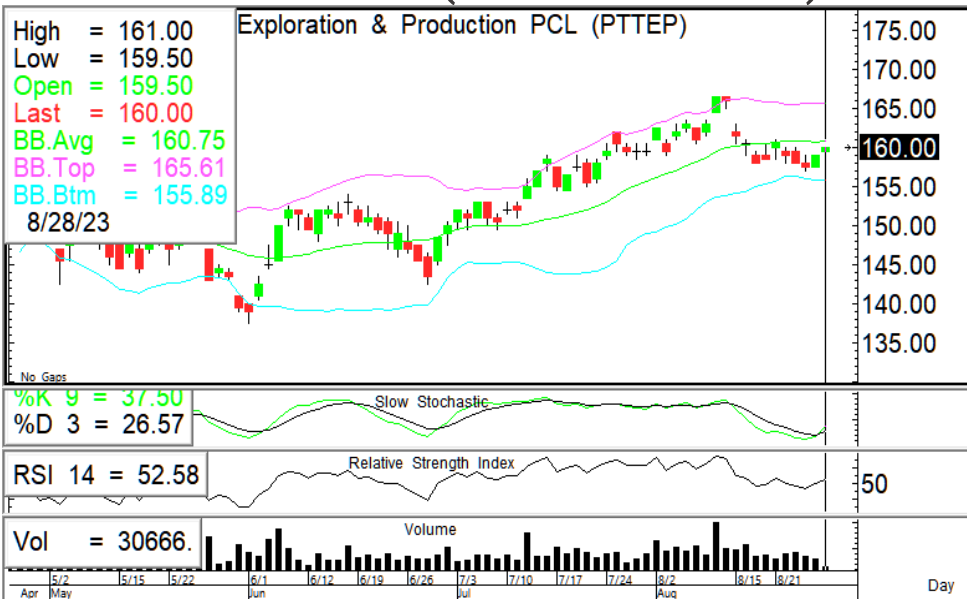 Exploration & Production PCL (PTTEP)
High = 161.00
Low = 159.50
Open = 159.50
Last = 160.00
BB.Avg = 160.75
BB.Top = 165.61
BB.Btm = 155.89
8/28/23
175.00
170.00
165.00
160.00
155.00
150.00
145.00
140.00
135.00
No Gaps
%K 9 = 37.50
%D 3 = 26.57
Slow Stochastic
RSI 14 = 52.58
Relative Strength Index
50
Vol = 30666.
Volume
5/2 5/15 5/22 6/1 6/12 6/19 6/26 7/3 7/10 7/17 7/24 8/2 8/15 8/21
Apr May Jun Jul Aug
Day